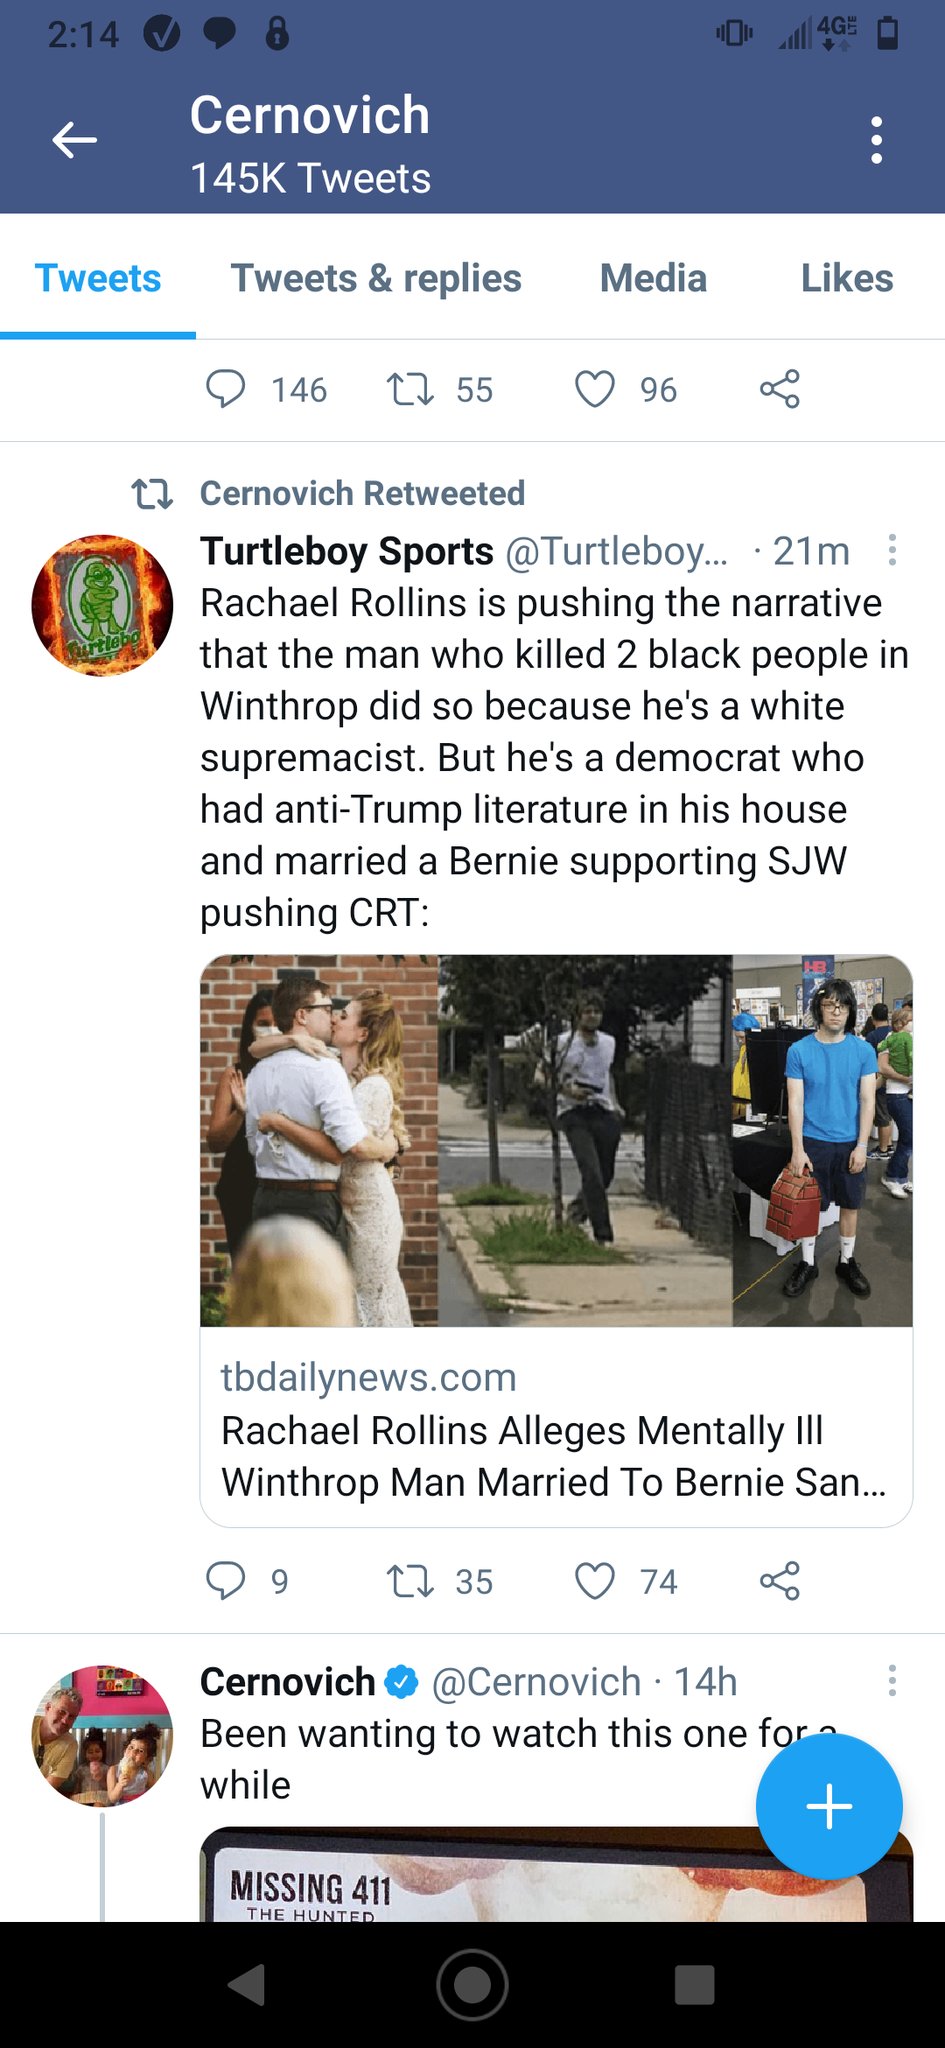 2:14
4G LTE
Cernovich
145K Tweets
Tweets
Tweets & replies
Media
Likes
146
55
96
Cernovich Retweeted
Turtleboy Sports @Turtleboy... · 21m
Rachael Rollins is pushing the narrative
that the man who killed 2 black people in
Winthrop did so because he's a white
supremacist. But he's a democrat who
had anti-Trump literature in his house
and married a Bernie supporting SJW
pushing CRT:
Turtlebo
HB
tbdailynews.com
Rachael Rollins Alleges Mentally Ill
Winthrop Man Married To Bernie San...
9
35
74
Cernovich @Cernovich · 14h
Been wanting to watch this one for a
while
MISSING 411
THE HUNTED